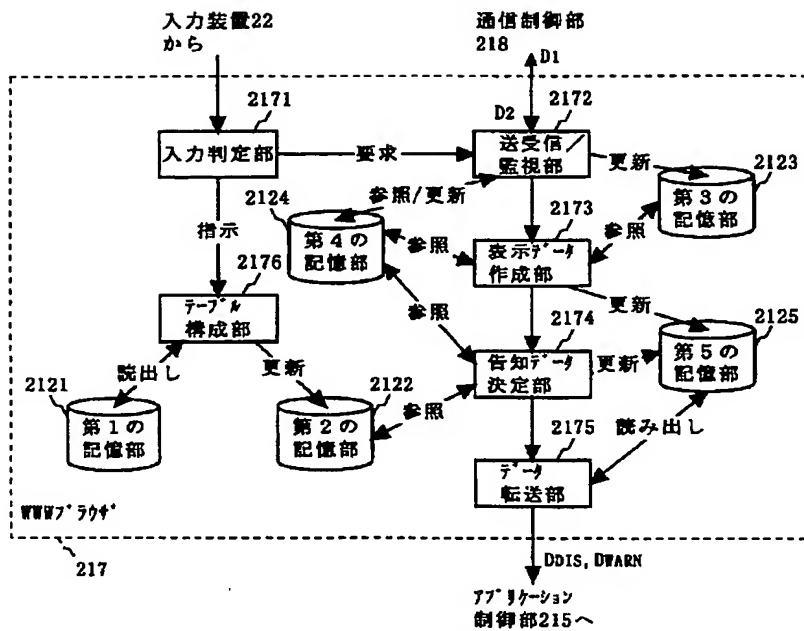 入力装置22
から
通信制御部
218
D1
D2
2171
入力判定部
要求
2172
送受信/
監視部
更新
2123
第3の
記憶部
参照/更新
2124
第4の
記憶部
参照
2173
表示データ
作成部
参照
指示
2176
テーブル
構成部
参照
更新
2174
告知データ
決定部
更新
2125
第5の
記憶部
読出し
更新
2121
第1の
記憶部
2122
第2の
記憶部
参照
2175
データ
転送部
読み出し
WWWブラウザ
217
DDIS, DWARN
アプリケーション
制御部215へ